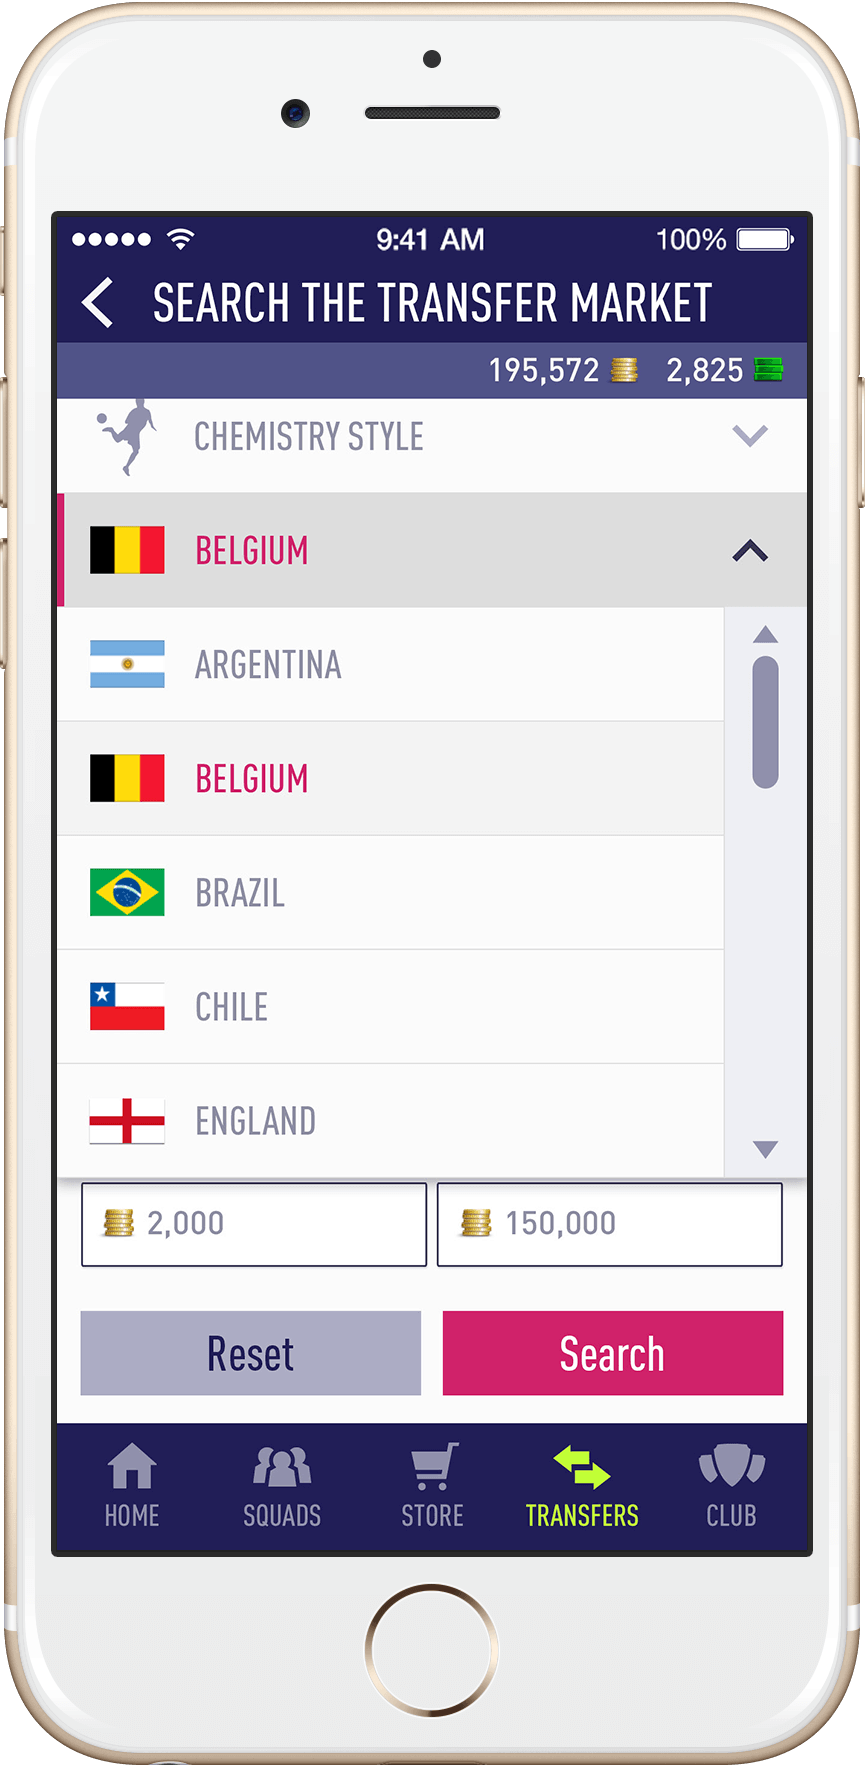 9:41 AM 100%
SEARCH THE TRANSFER MARKET
195,572 2,825
CHEMISTRY STYLE
BELGIUM
ARGENTINA
BELGIUM
BRAZIL
CHILE
ENGLAND
2,000 150,000
Reset Search
HOME SQUADS STORE TRANSFERS CLUB